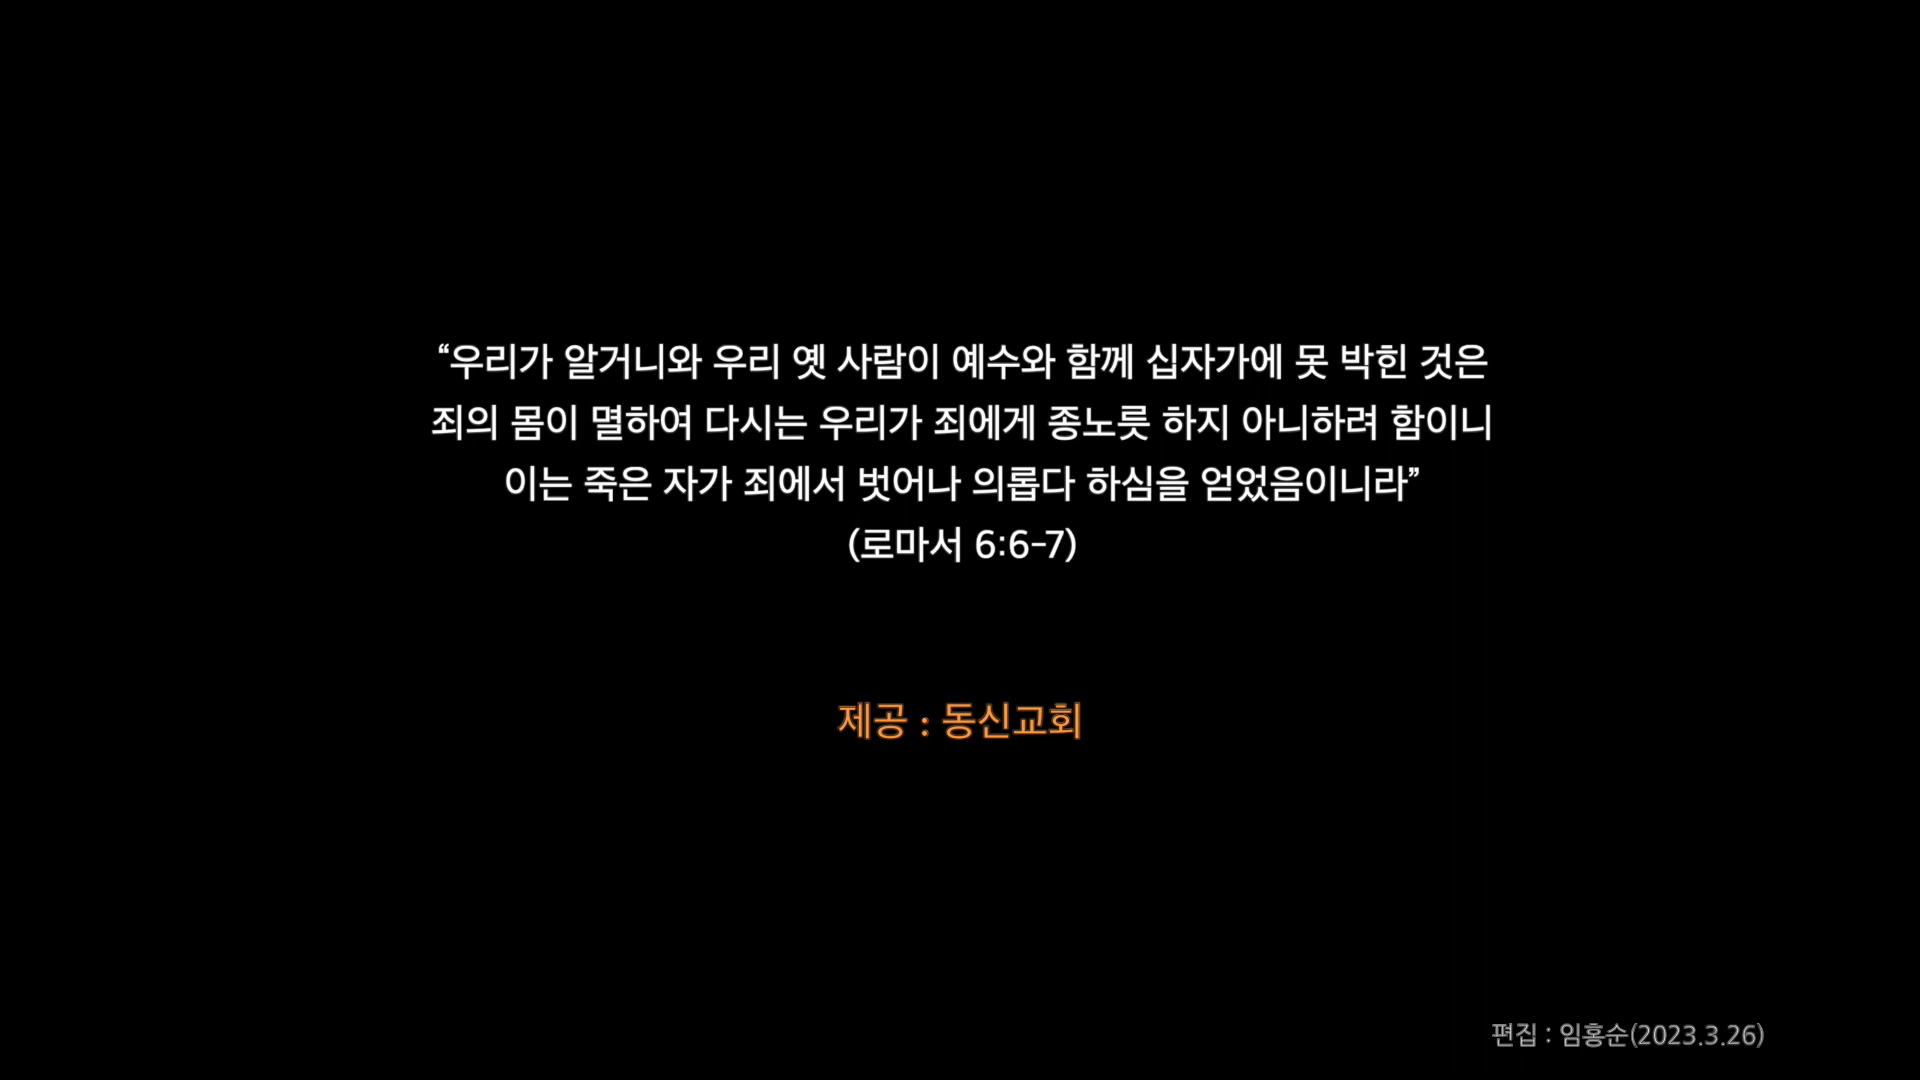 “우리가 알거니와 우리 옛 사람이 예수와 함께 십자가에 못 박힌 것은
죄의 몸이 멸하여 다시는 우리가 죄에게 종노릇 하지 아니하려 함이니
이는 죽은 자가 죄에서 벗어나 의롭다 하심을 얻었음이니라”
(로마서 6:6-7)
제공 : 동신교회
편집 : 임홍순(2023.3.26)